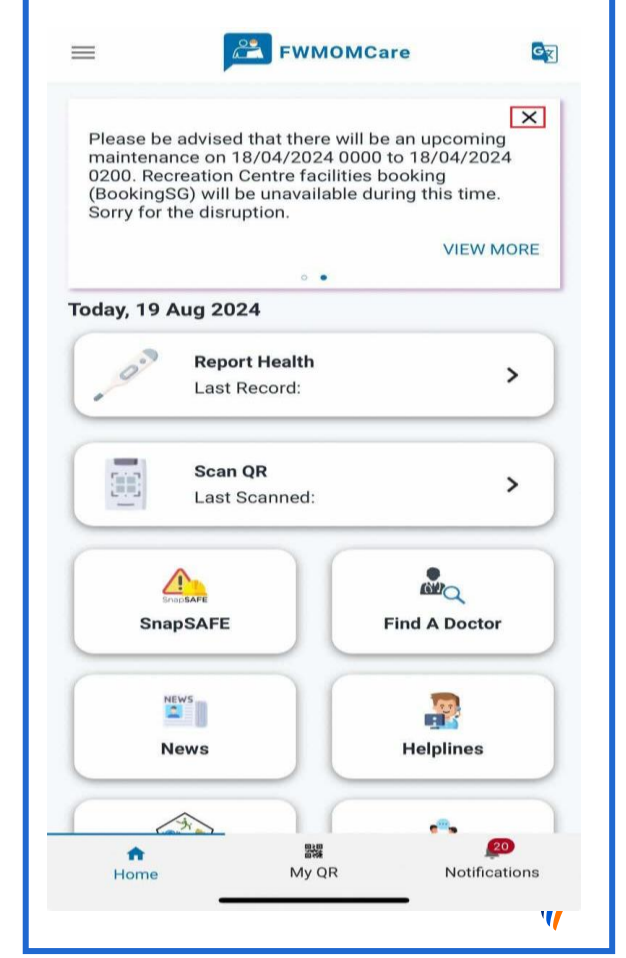 FWMOMCare
G
X
Please be advised that there will be an upcoming
maintenance on 18/04/2024 0000 to 18/04/2024
0200. Recreation Centre facilities booking
(BookingSG) will be unavailable during this time.
Sorry for the disruption.
VIEW MORE
Today, 19 Aug 2024
Report Health
Last Record:
Scan QR
Last Scanned:
SnapSAFE
SnapSAFE
Find A Doctor
NEWS
News
Helplines
Home
My QR
20
Notifications